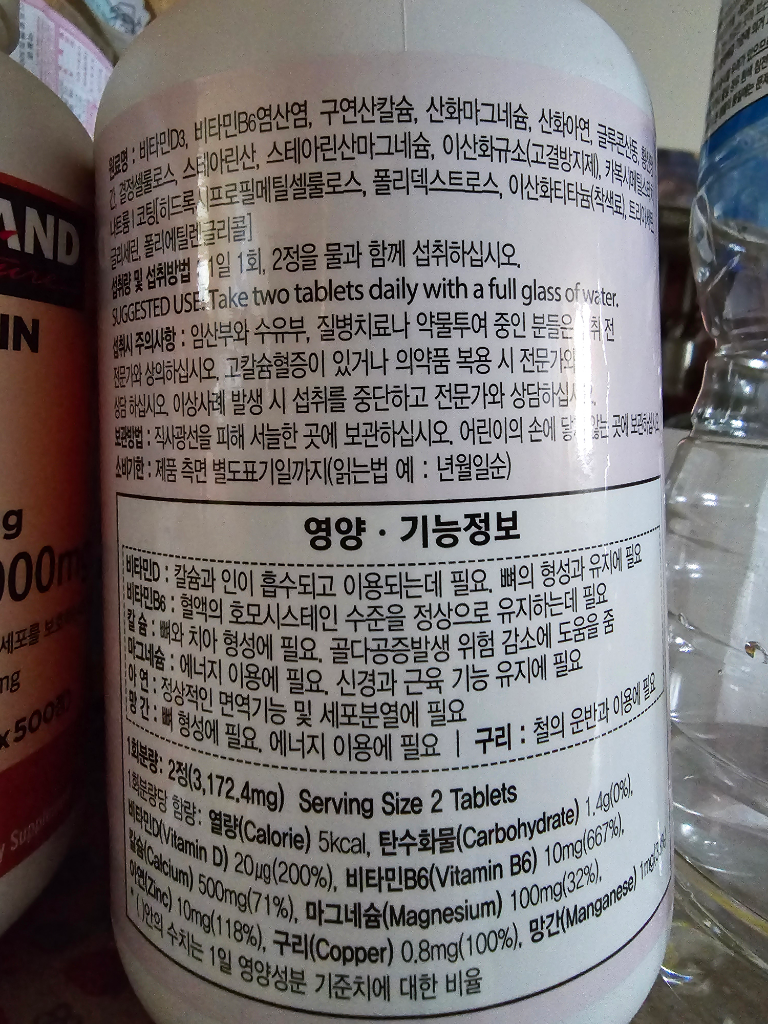 원료명 : 비타민D3, 비타민B6염산염, 구연산칼슘, 산화마그네슘, 산화아연, 글루콘산동,
간, 결정셀룰로스, 스테아린산, 스테아린산마그네슘, 이산화규소(고결방지제),
나트륨 | 코팅[히드록시프로필메틸셀룰로스, 폴리덱스트로스, 이산화티타늄(착색료),
글리세린, 폴리에틸렌글리콜]
섭취량 및 섭취방법 : 1일 1회, 2정을 물과 함께 섭취하십시오.
SUGGESTED USE: Take two tablets daily with a full glass of water.
섭취시 주의사항 : 임산부와 수유부, 질병치료나 약물투여 중인 분들은 섭취 전
전문가와 상의하십시오. 고칼슘혈증이 있거나 의약품 복용 시 전문가와
상담 하십시오. 이상사례 발생 시 섭취를 중단하고 전문가와 상담하십시오.
보관방법 : 직사광선을 피해 서늘한 곳에 보관하십시오. 어린이의 손에 닿지 않는 곳에 보관하십시오.
소비기한 : 제품 측면 별도표기일까지(읽는법 예 : 년월일순)
영양 · 기능정보
비타민D : 칼슘과 인이 흡수되고 이용되는데 필요. 뼈의 형성과 유지에 필요
비타민B6 : 혈액의 호모시스테인 수준을 정상으로 유지하는데 필요
칼 슘 : 뼈와 치아 형성에 필요. 골다공증발생 위험 감소에 도움을 줌
마그네슘 : 에너지 이용에 필요. 신경과 근육 기능 유지에 필요
아 연 : 정상적인 면역기능 및 세포분열에 필요
망 간 : 뼈 형성에 필요. 에너지 이용에 필요 | 구리 : 철의 운반과 이용에 필요
1회분량: 2정(3,172.4mg) Serving Size 2 Tablets
1회분량당 함량: 열량(Calorie) 5kcal, 탄수화물(Carbohydrate) 1.4g(0%),
비타민D(Vitamin D) 20μg(200%), 비타민B6(Vitamin B6) 10mg(667%),
칼슘(Calcium) 500mg(71%), 마그네슘(Magnesium) 100mg(32%),
아연(Zinc) 10mg(118%), 구리(Copper) 0.8mg(100%), 망간(Manganese) 1mg
* ( )안의 수치는 1일 영양성분 기준치에 대한 비율
AND
IN
g
000mg
세포를
mg
x 500정